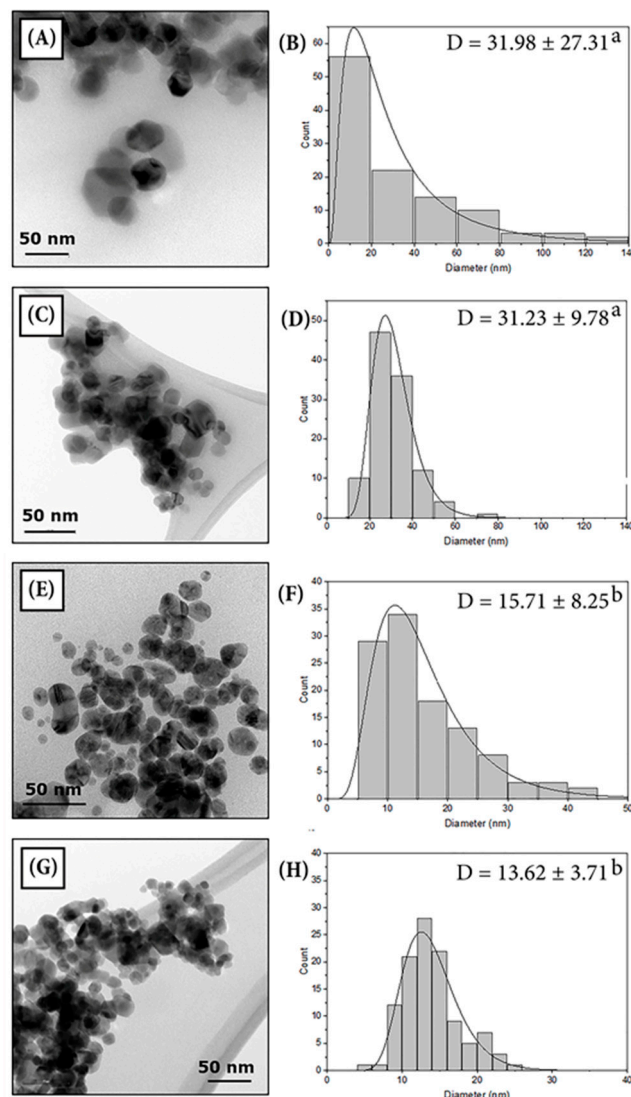 (A)
50 nm
(B)
D = 31.98 ± 27.31a
60
50
40
30
20
10
0
Count
0 20 40 60 80 100 120 140
Diameter (nm)
(C)
50 nm
(D)
D = 31.23 ± 9.78a
50
40
30
20
10
0
Count
0 20 40 60 80 100 120 140
Diameter (nm)
(E)
50 nm
(F)
D = 15.71 ± 8.25b
40
35
30
25
20
15
10
5
0
Count
0 10 20 30 40 50
Diameter (nm)
(G)
50 nm
(H)
D = 13.62 ± 3.71b
40
35
30
25
20
15
10
5
0
Count
10 20 30 40
Diameter (nm)